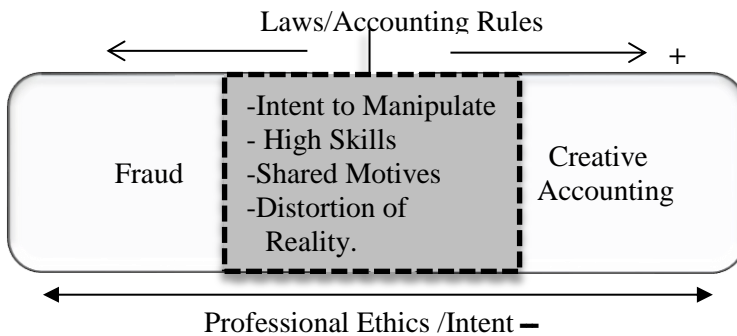 Laws/Accounting Rules
+
-Intent to Manipulate
- High Skills
-Shared Motives
-Distortion of
Reality.
Fraud
Creative
Accounting
Professional Ethics /Intent –